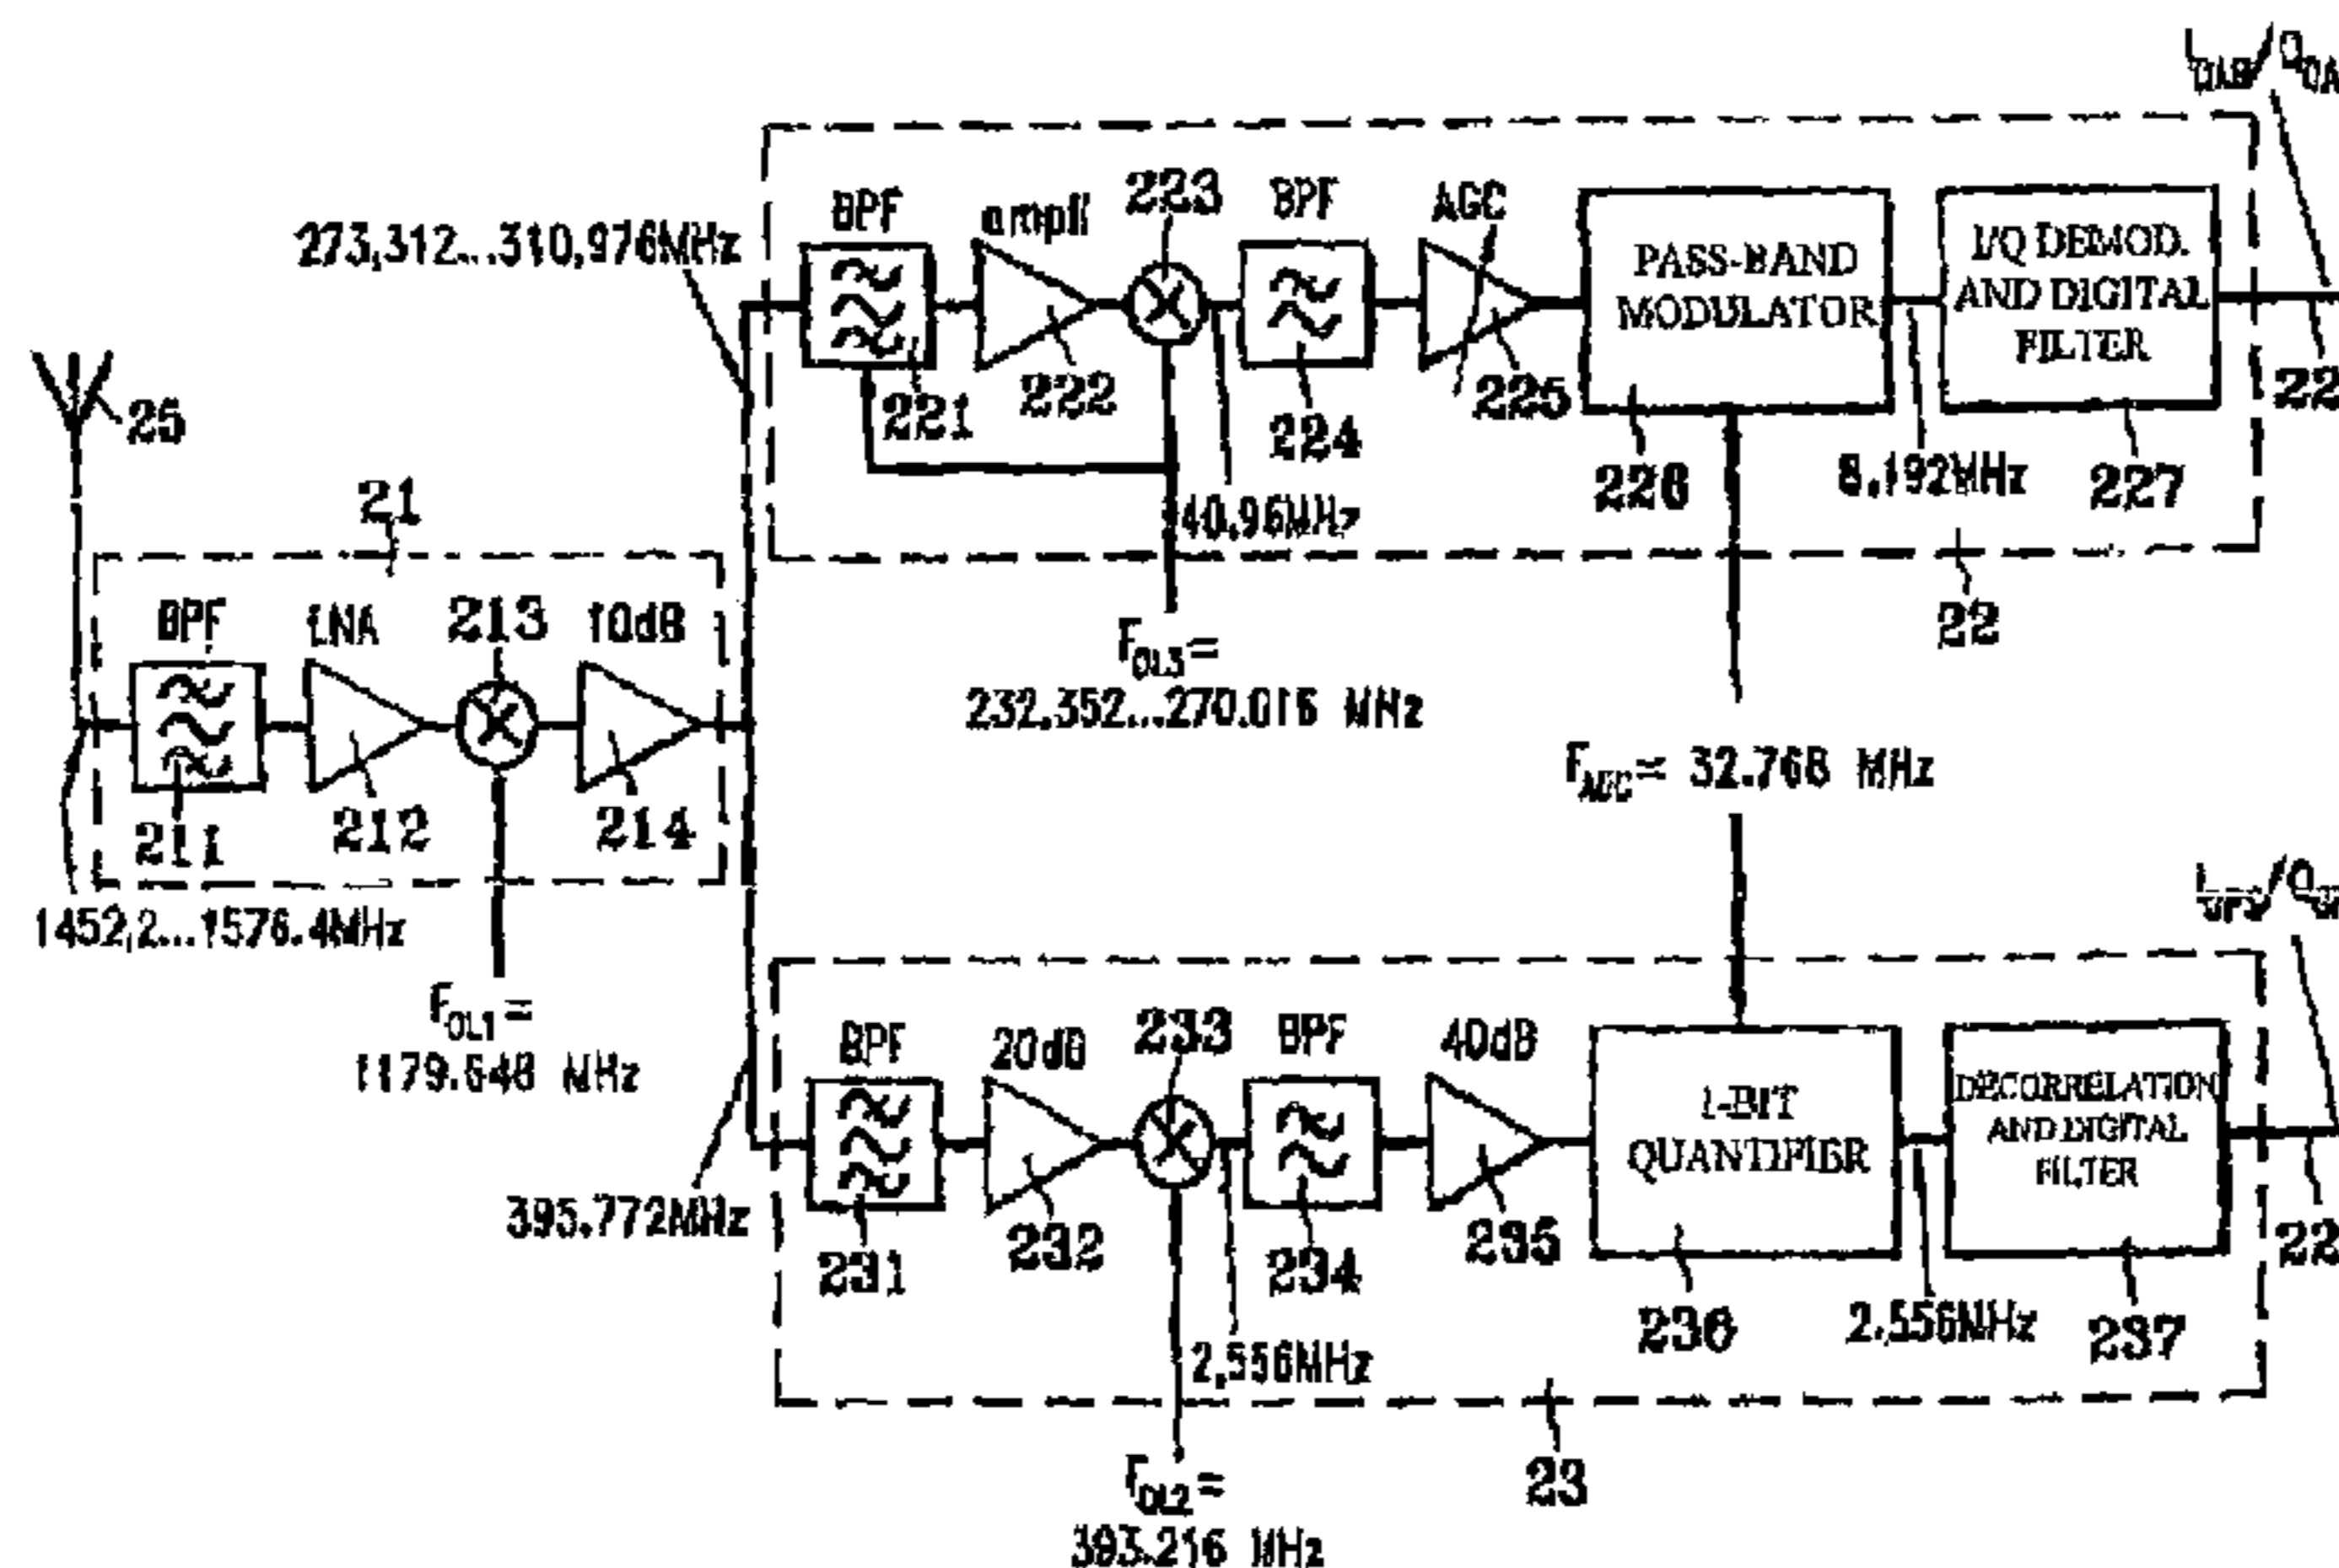 273,312...310,976MHz
BPF
ampli
223
BPF
AGC
PASS-BAND
MODULATOR
I/Q DEMOD.
AND DIGITAL
FILTER
221
222
224
225
226
8,192MHz
227
22
40,96MHz
22
F_OL3=
232,352...270.016 MHz
25
21
BPF
LNA
213
10dB
211
212
214
1452,2...1576.4MHz
F_OL1=
1179.648 MHz
F_ADC= 32.768 MHz
BPF
20dB
233
BPF
40dB
1-BIT
QUANTIFIER
DECORRELATION
AND DIGITAL
FILTER
395.772MHz
231
232
234
235
236
2,556MHz
237
22
2,556MHz
23
F_OL2=
393.216 MHz